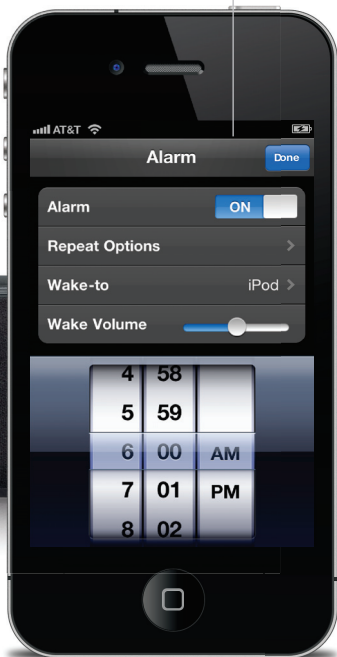 AT&T
Alarm Done
Alarm ON
Repeat Options
Wake-to iPod
Wake Volume
4 58
5 59
6 00 AM
7 01 PM
8 02